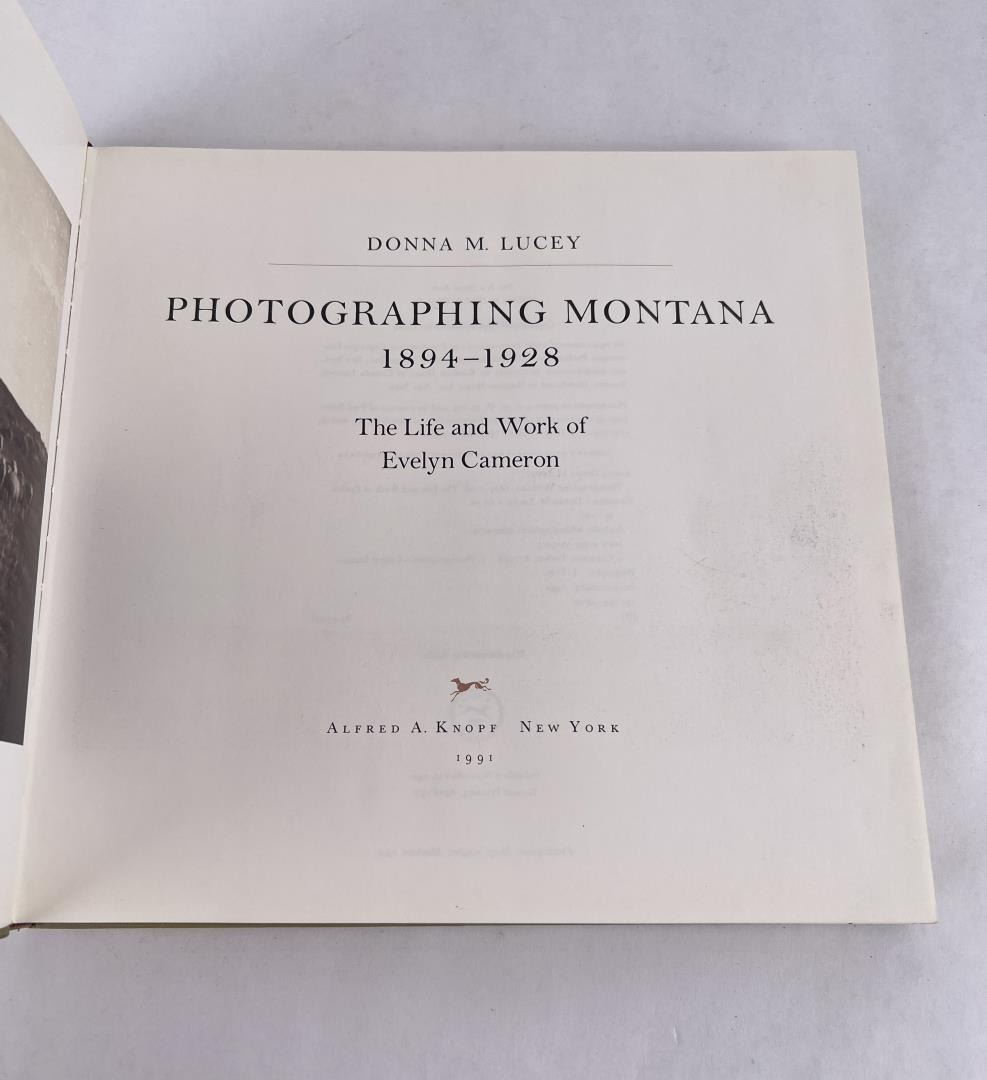 DONNA M. LUCEY
PHOTOGRAPHING MONTANA
1894–1928
The Life and Work of
Evelyn Cameron
ALFRED A. KNOPF NEW YORK
1991